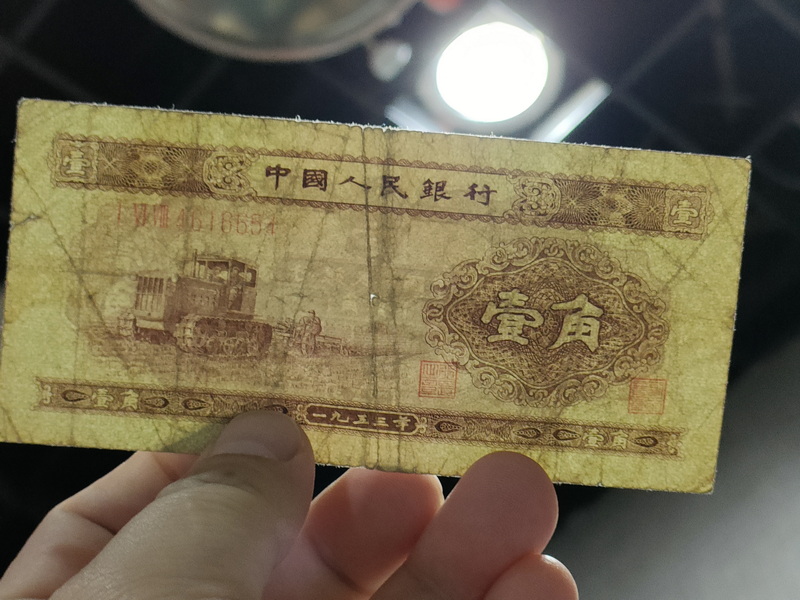 壹 中國人民銀行 壹
4616654
壹角
壹角 一九五三年 壹角